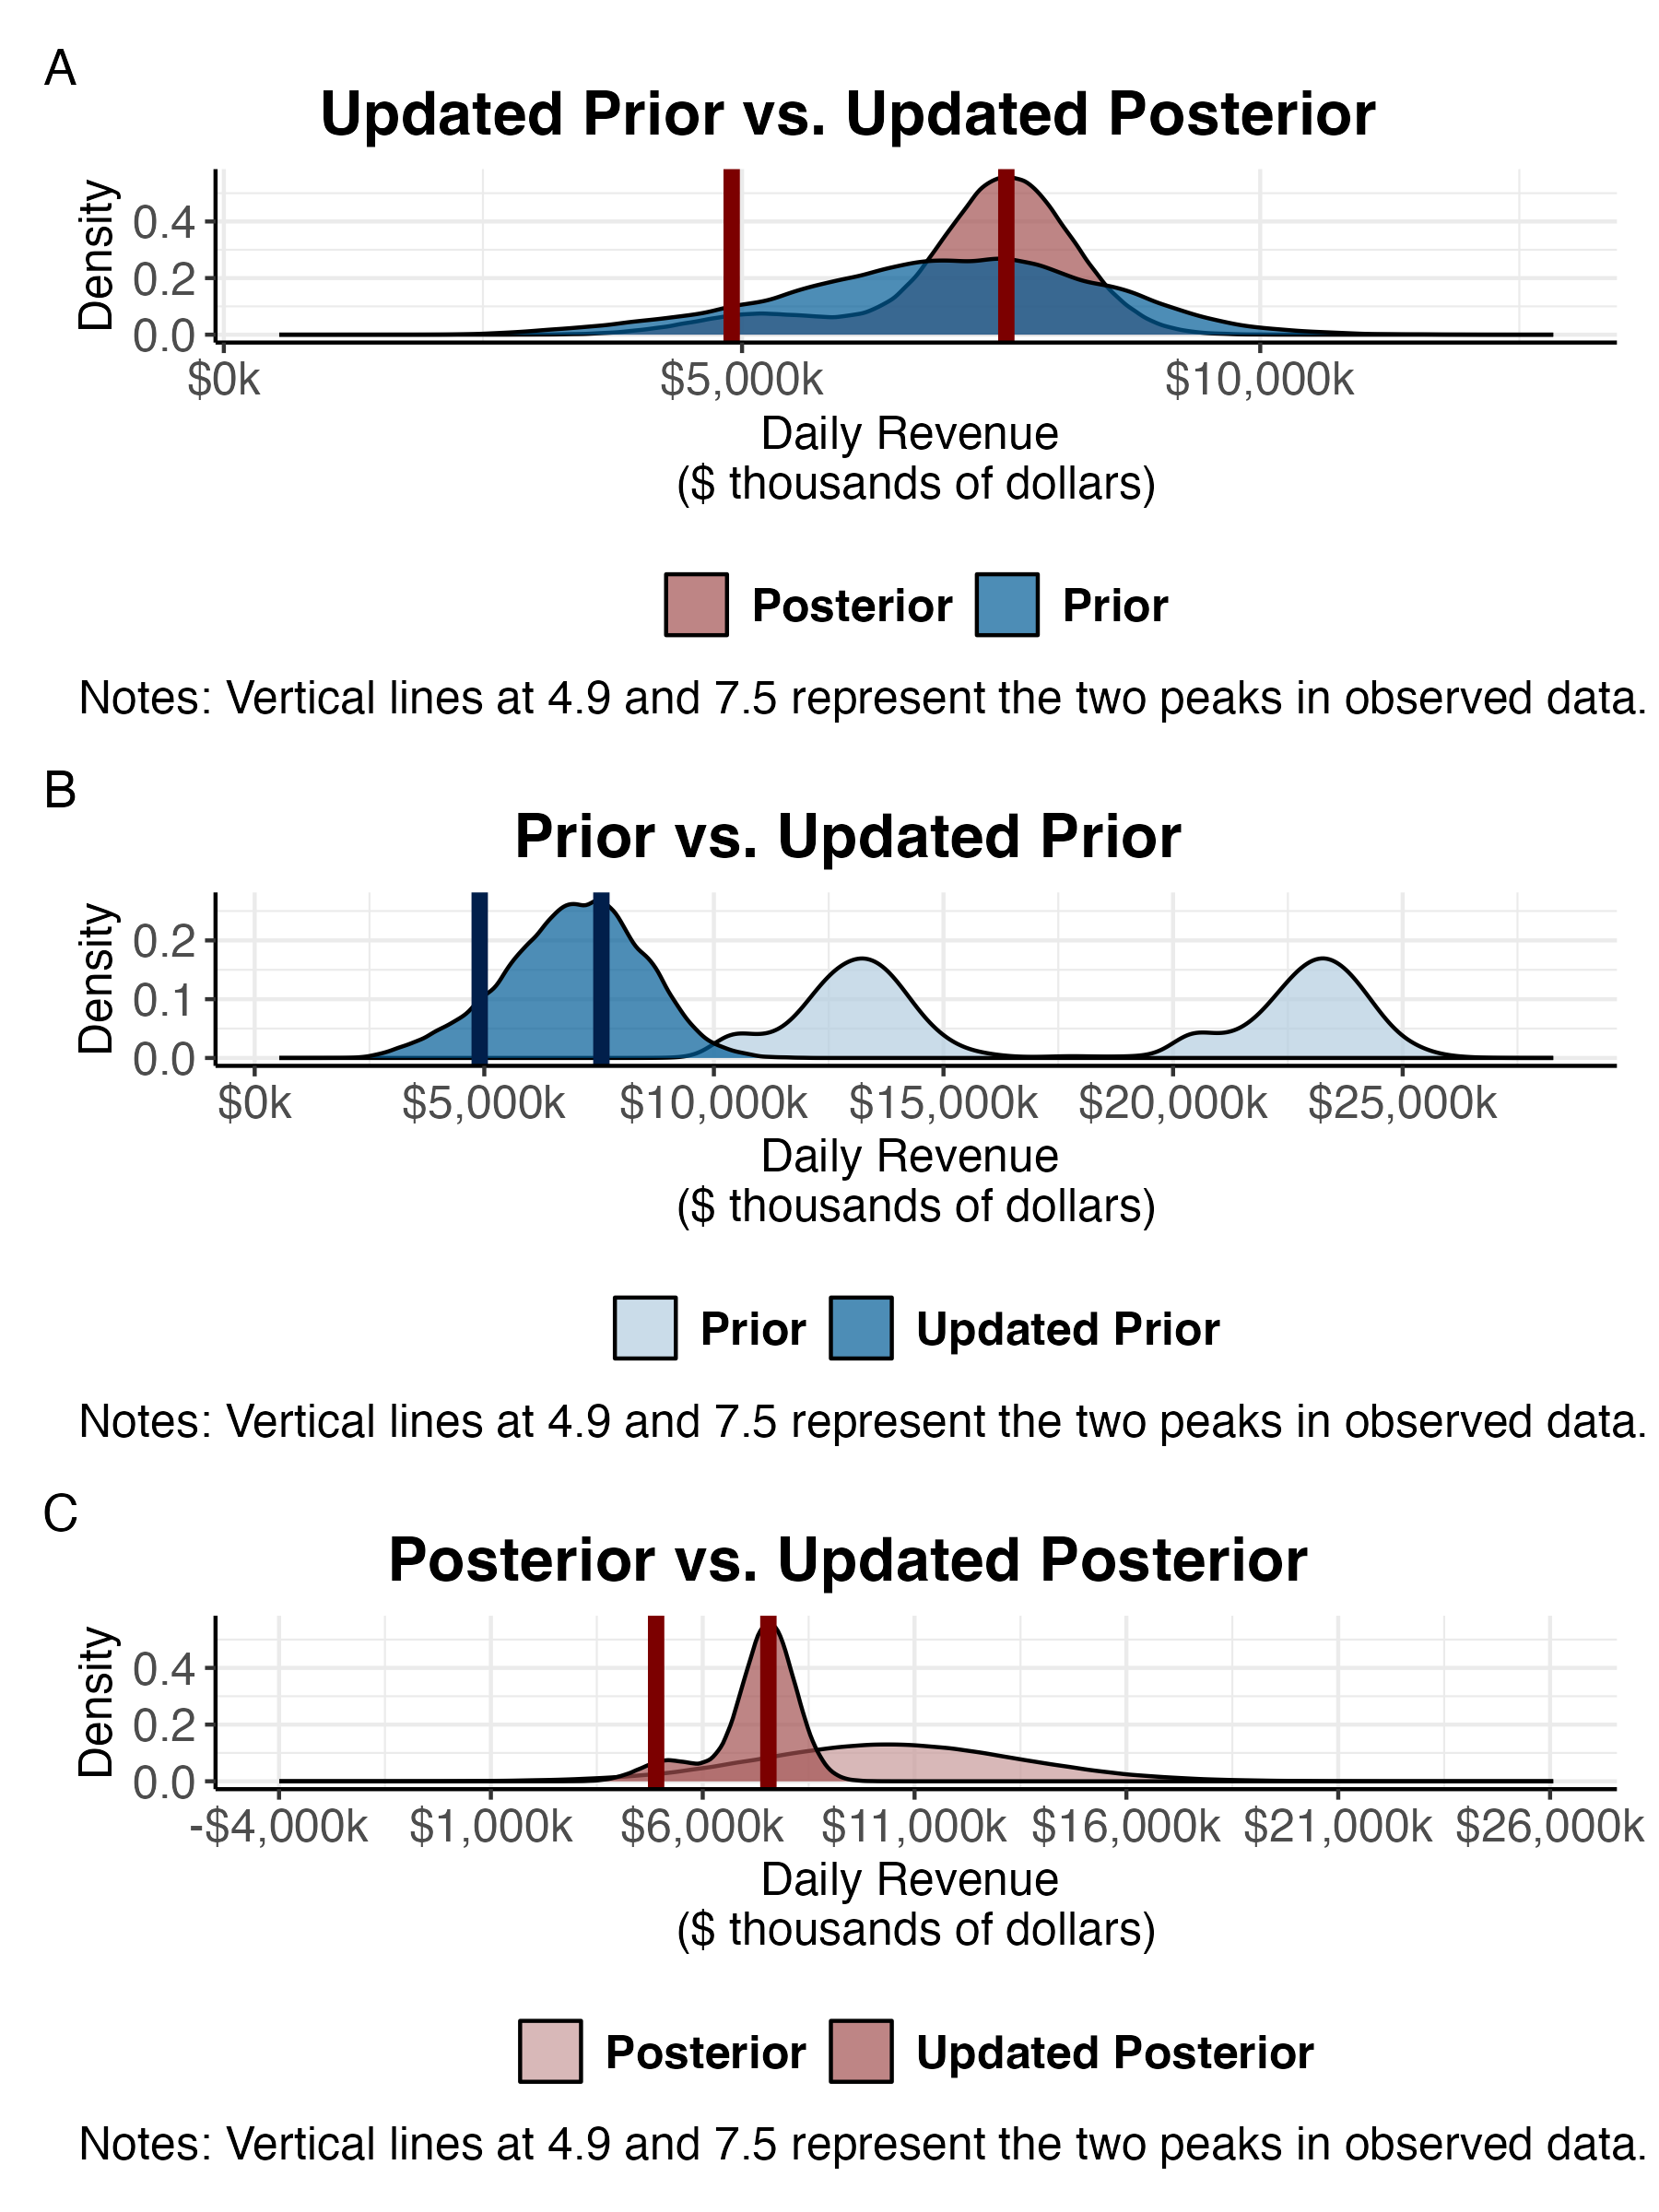 A
Updated Prior vs. Updated Posterior
Density
0.4
0.2
0.0
$0k $5,000k $10,000k
Daily Revenue
($ thousands of dollars)
Posterior Prior
Notes: Vertical lines at 4.9 and 7.5 represent the two peaks in observed data.
B
Prior vs. Updated Prior
Density
0.2
0.1
0.0
$0k $5,000k $10,000k $15,000k $20,000k $25,000k
Daily Revenue
($ thousands of dollars)
Prior Updated Prior
Notes: Vertical lines at 4.9 and 7.5 represent the two peaks in observed data.
C
Posterior vs. Updated Posterior
Density
0.4
0.2
0.0
-$4,000k $1,000k $6,000k $11,000k $16,000k $21,000k $26,000k
Daily Revenue
($ thousands of dollars)
Posterior Updated Posterior
Notes: Vertical lines at 4.9 and 7.5 represent the two peaks in observed data.